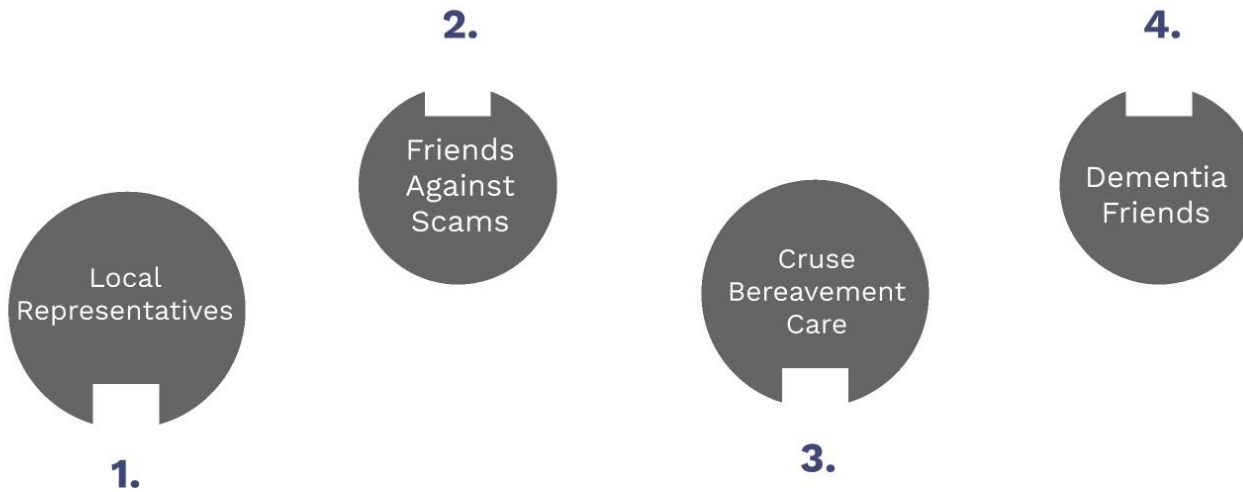 1.
Local
Representatives
2.
Friends
Against
Scams
3.
Cruse
Bereavement
Care
4.
Dementia
Friends